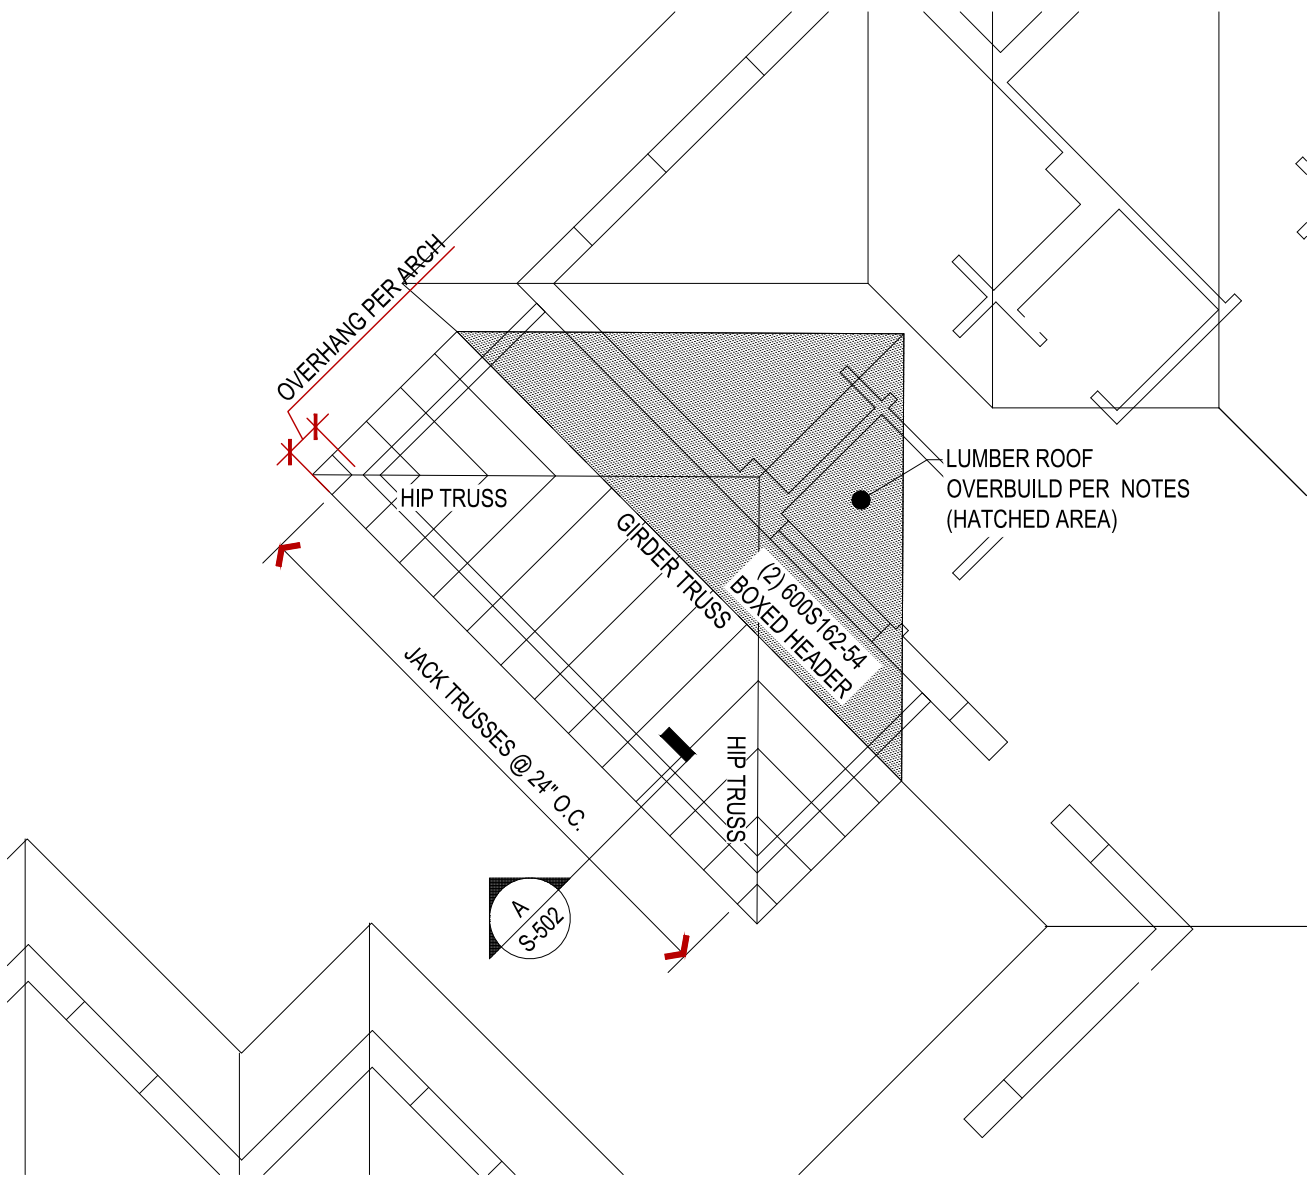 OVERHANG PER ARCH
HIP TRUSS
LUMBER ROOF
OVERBUILD PER NOTES
(HATCHED AREA)
GIRDER TRUSS
(2) 600S162-54
BOXED HEADER
JACK TRUSSES @ 24" O.C.
HIP TRUSS
A
S-502